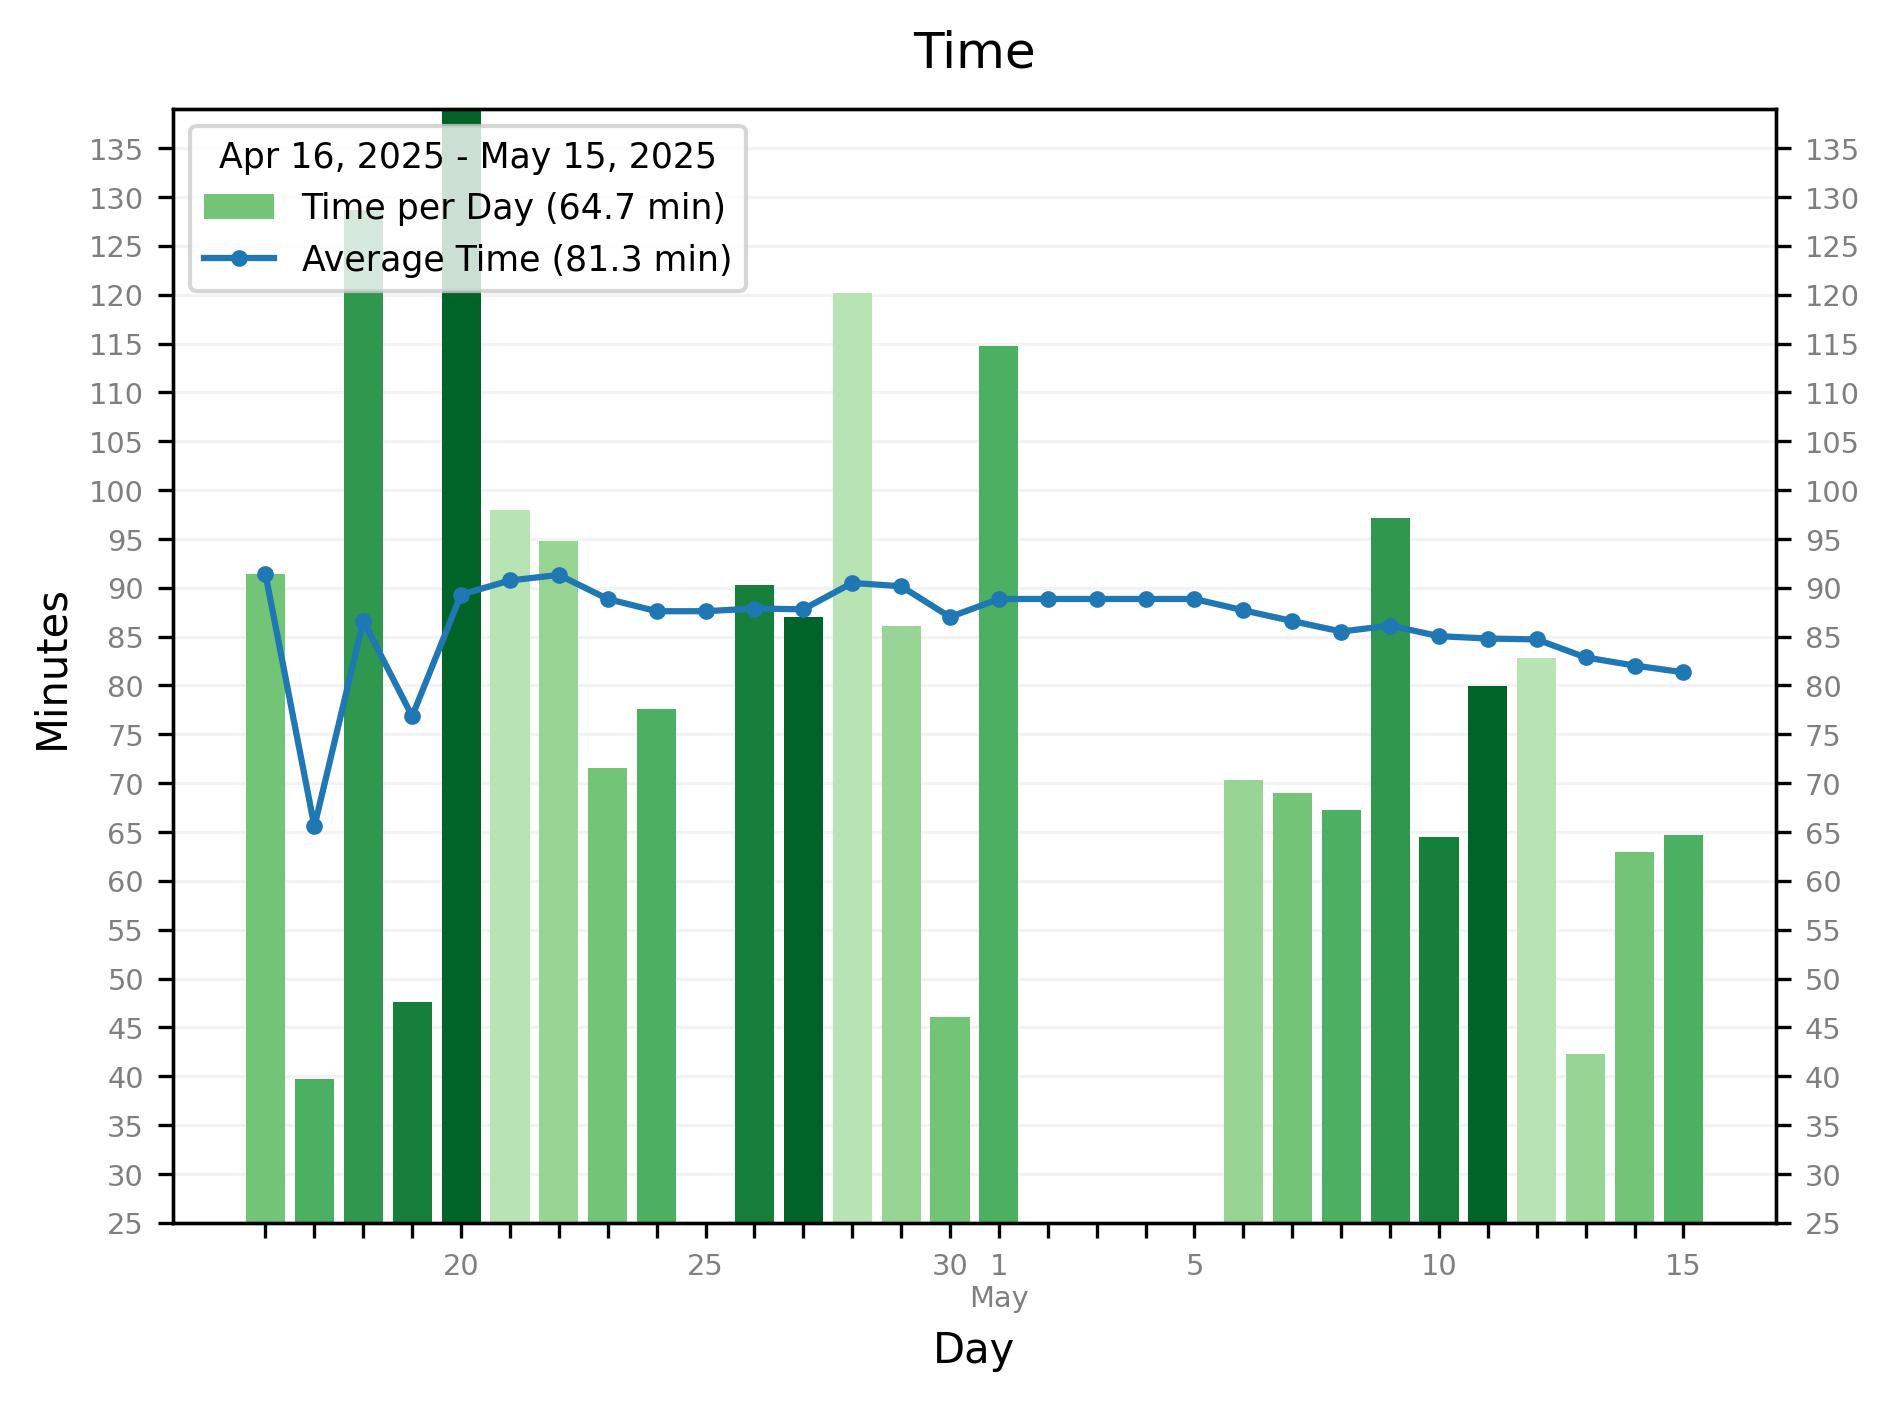 Time
Apr 16, 2025 - May 15, 2025
Time per Day (64.7 min)
Average Time (81.3 min)
Minutes
135 135
130 130
125 125
120 120
115 115
110 110
105 105
100 100
95 95
90 90
85 85
80 80
75 75
70 70
65 65
60 60
55 55
50 50
45 45
40 40
35 35
30 30
25 25
20 25 30 1 5 10 15
May
Day